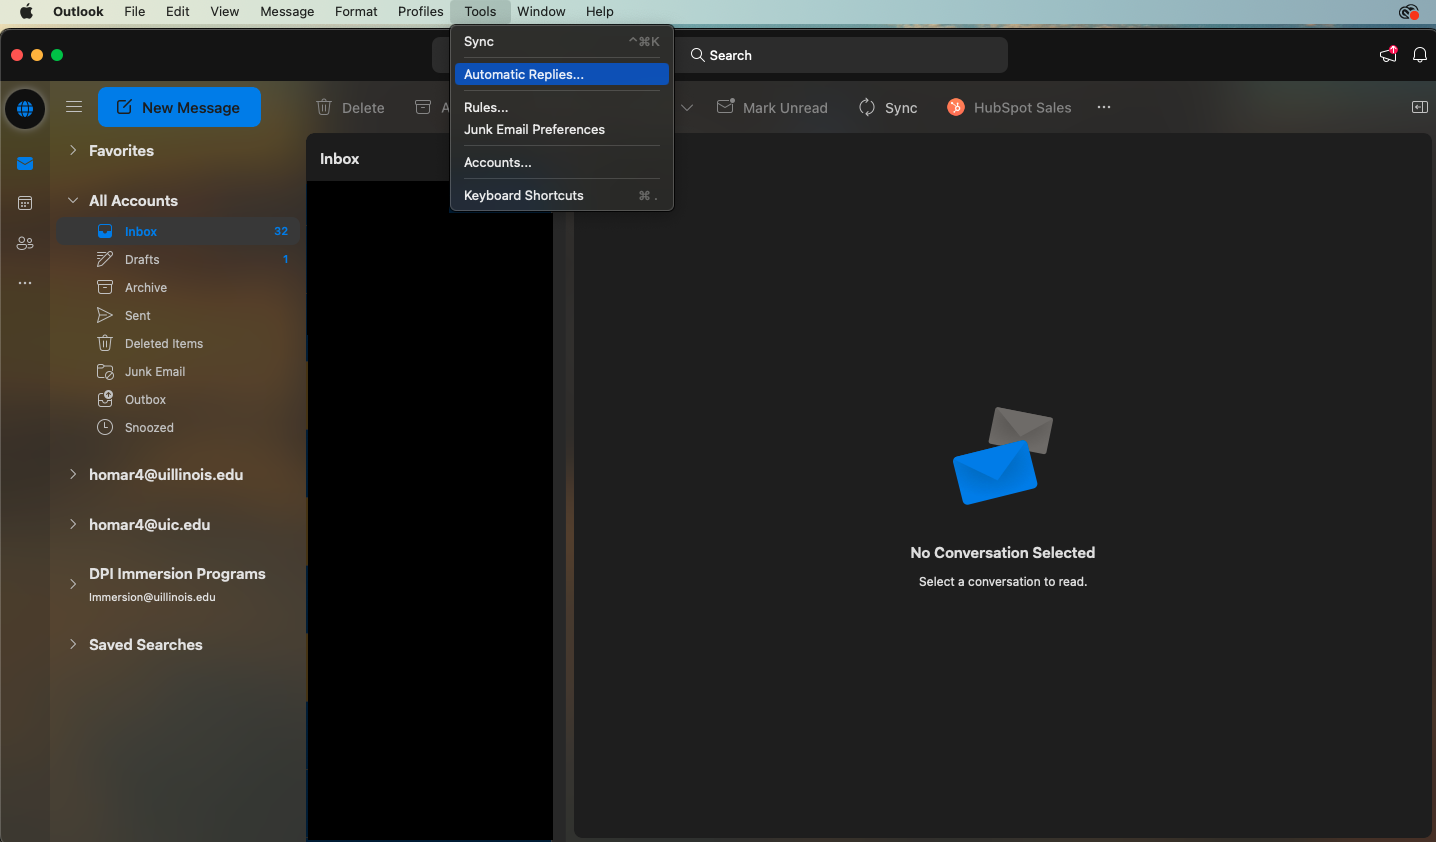 Outlook File Edit View Message Format Profiles Tools Window Help
Sync ^⌘K
Automatic Replies...
Rules...
Junk Email Preferences
Accounts...
Keyboard Shortcuts ⌘ .
Search
New Message
Delete
A
Mark Unread
Sync
HubSpot Sales
...
Favorites
All Accounts
Inbox 32
Drafts 1
Archive
Sent
Deleted Items
Junk Email
Outbox
Snoozed
homar4@uillinois.edu
homar4@uic.edu
DPI Immersion Programs
Immersion@uillinois.edu
Saved Searches
Inbox
No Conversation Selected
Select a conversation to read.